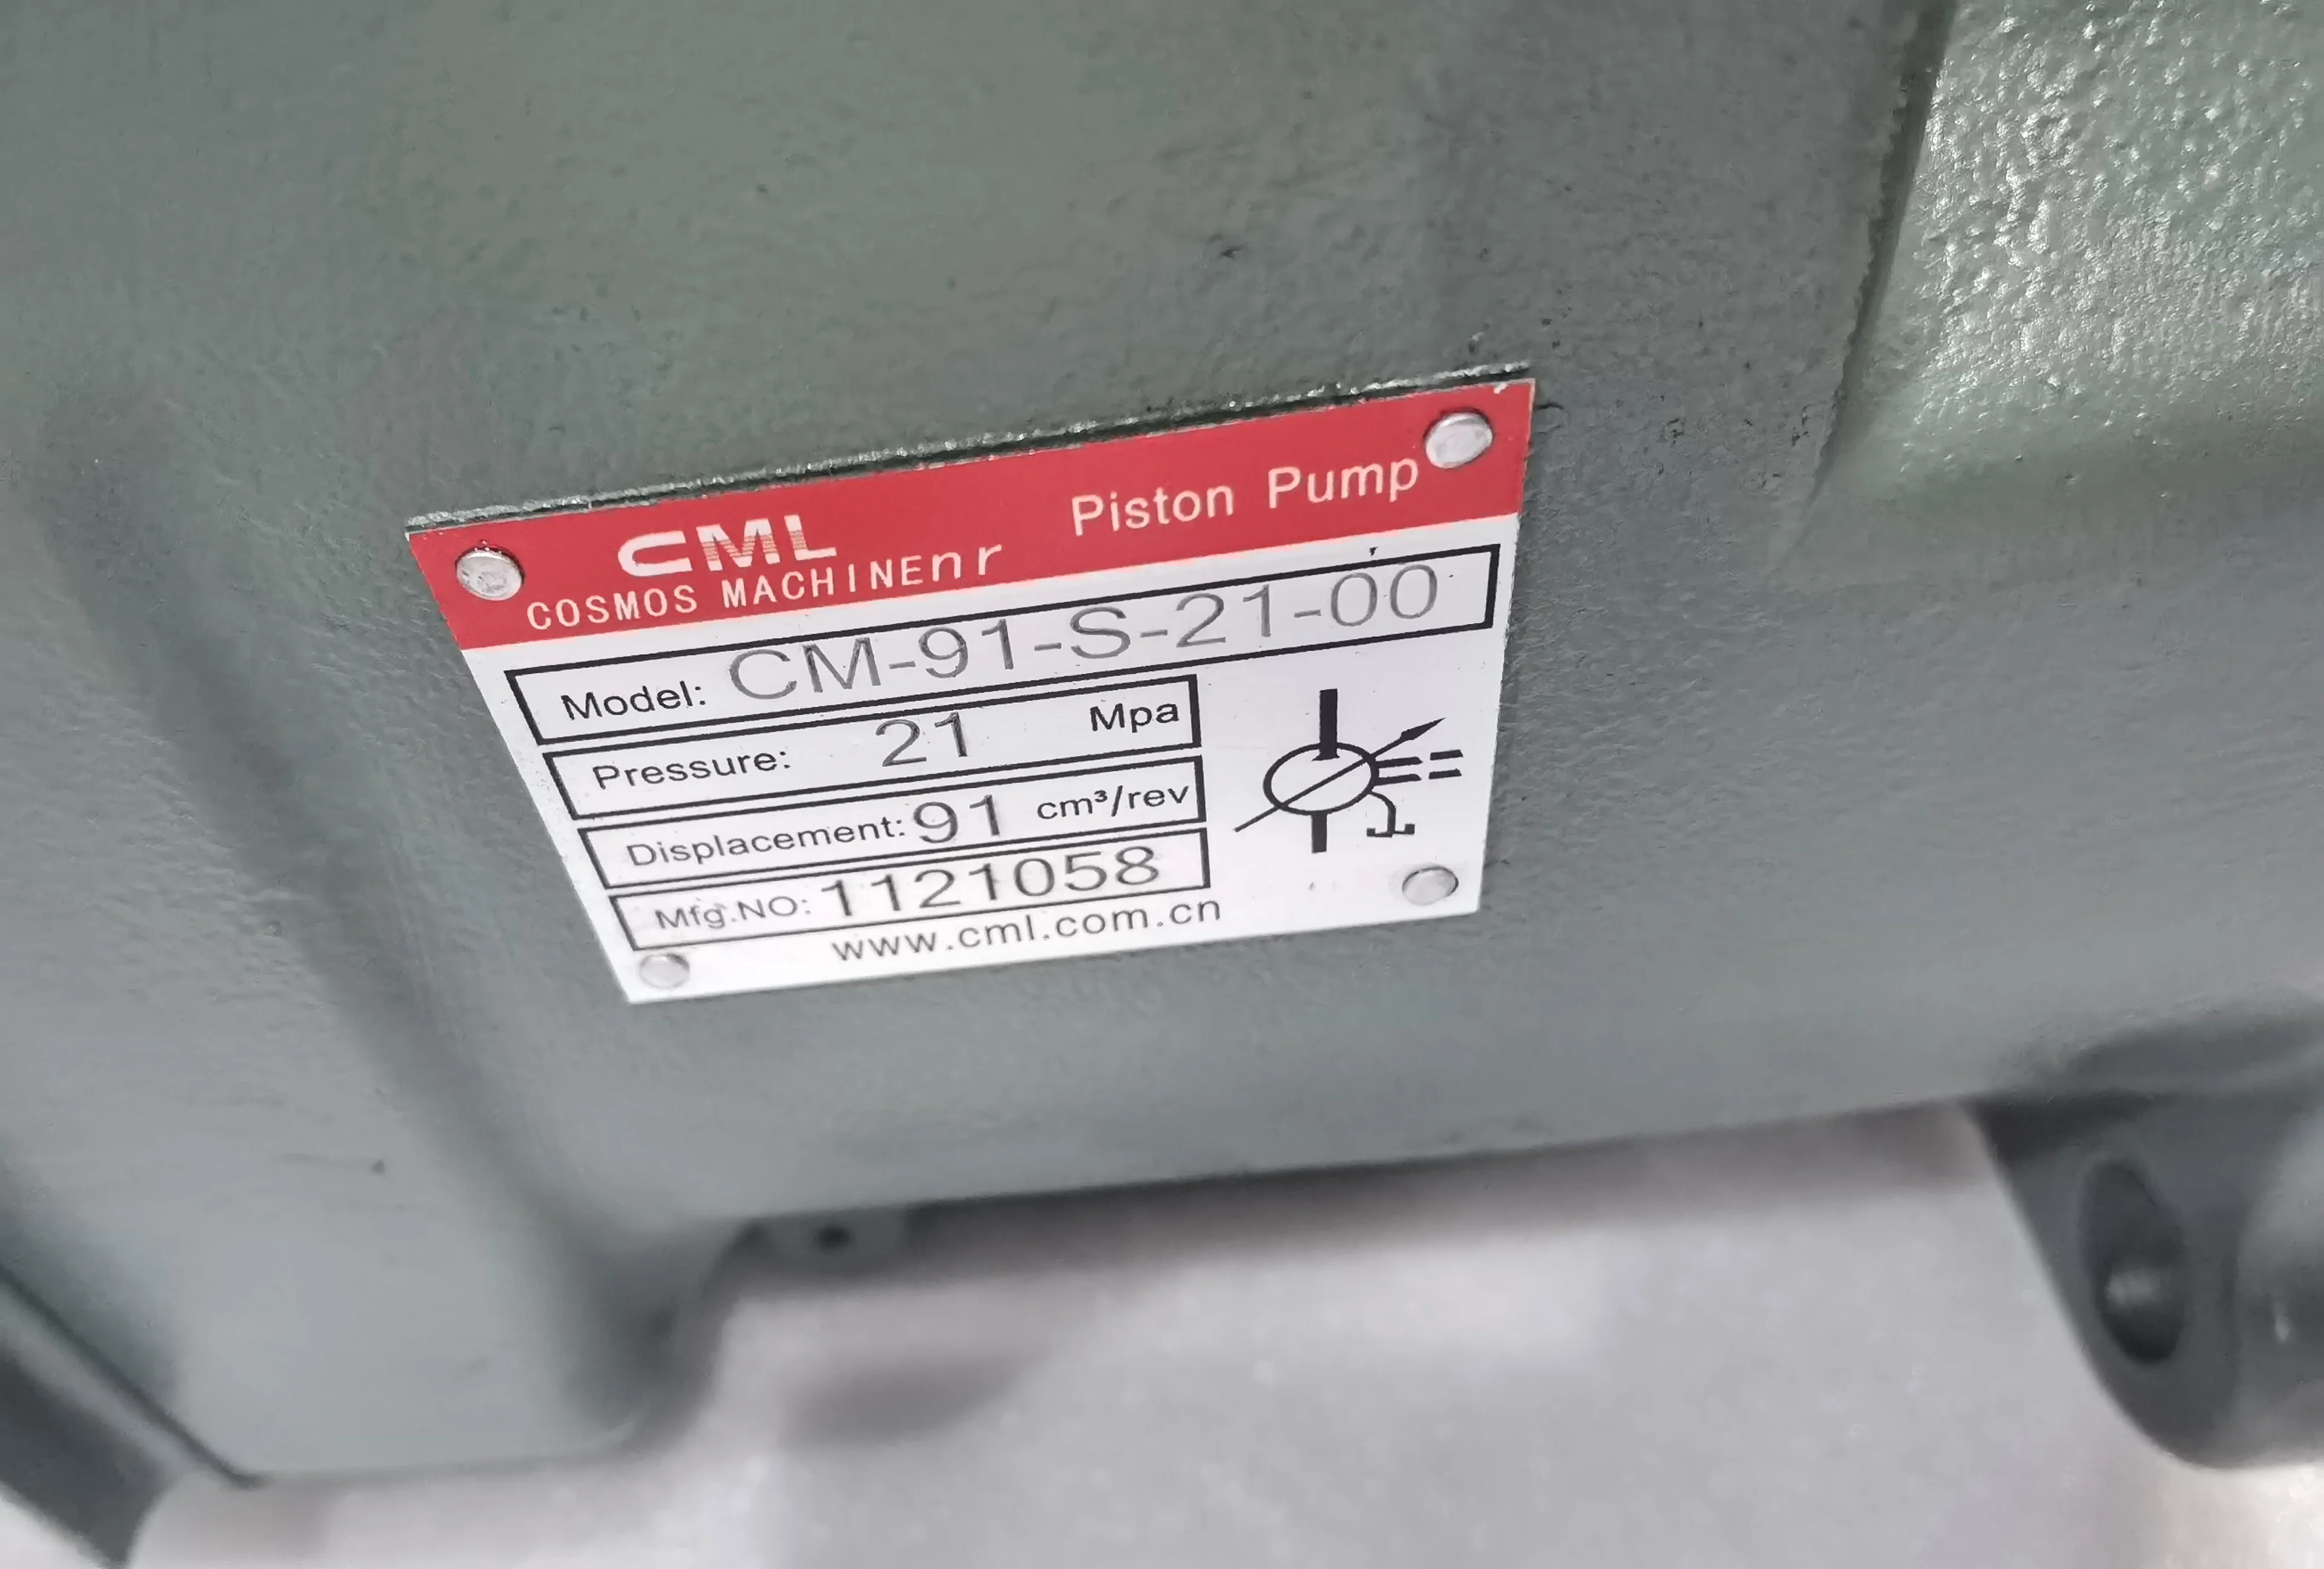 CML
COSMOS MACHINEnr
Piston Pump
Model: CM-91-S-21-00
Pressure: 21 Mpa
Displacement: 91 cm³/rev
Mfg.NO: 1121058
www.cml.com.cn